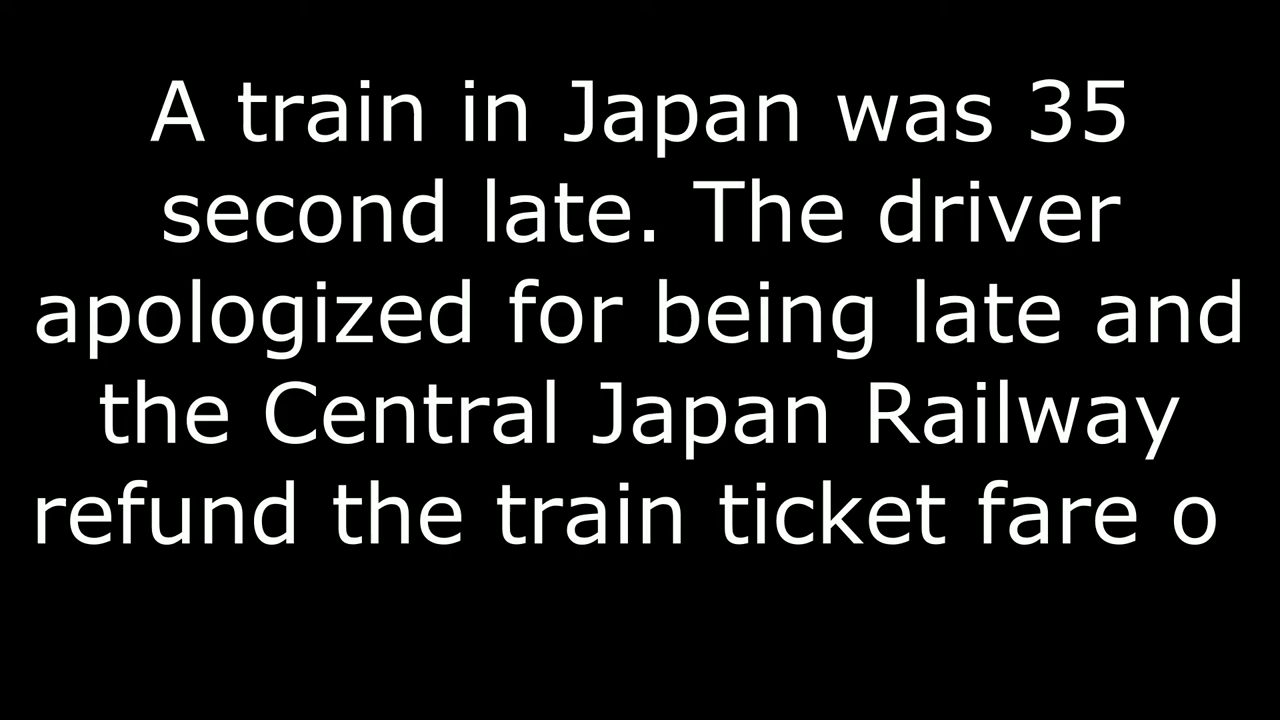 A train in Japan was 35
second late. The driver
apologized for being late and
the Central Japan Railway
refund the train ticket fare o